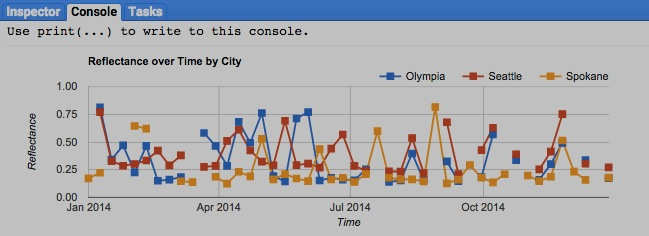 Inspector Console Tasks
Use print(...) to write to this console.
Reflectance over Time by City
Olympia Seattle Spokane
1.00
0.75
0.50
0.25
0.00
Reflectance
Jan 2014 Apr 2014 Jul 2014 Oct 2014
Time